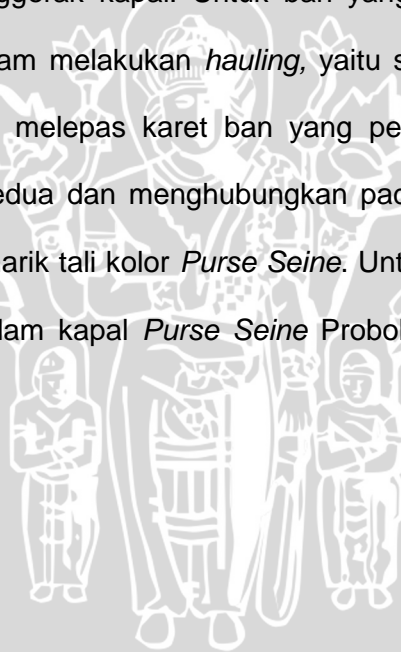 ggerak kapal. Untuk ban yang
am melakukan hauling, yaitu s
melepas karet ban yang pe
edua dan menghubungkan pad
arik tali kolor Purse Seine. Unt
lam kapal Purse Seine Probol